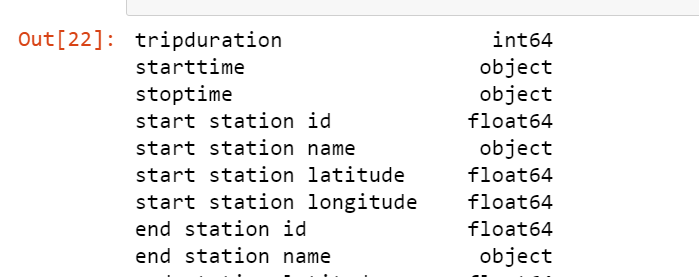 Out[22]: tripduration int64
starttime object
stoptime object
start station id float64
start station name object
start station latitude float64
start station longitude float64
end station id float64
end station name object